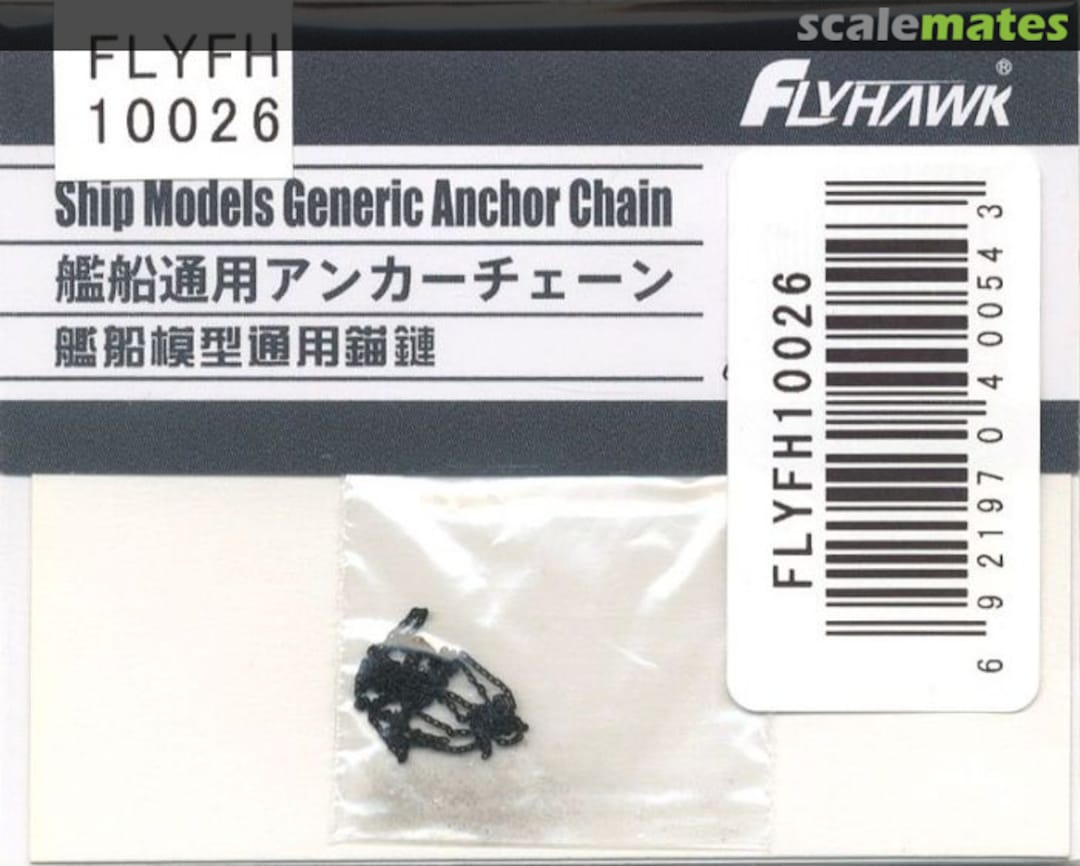 scalemates
FLYFH
10026
FLYHAWK®
Ship Models Generic Anchor Chain
艦船通用アンカーチェーン
艦船模型通用錨鏈
FLYFH10026
6 921970 400543